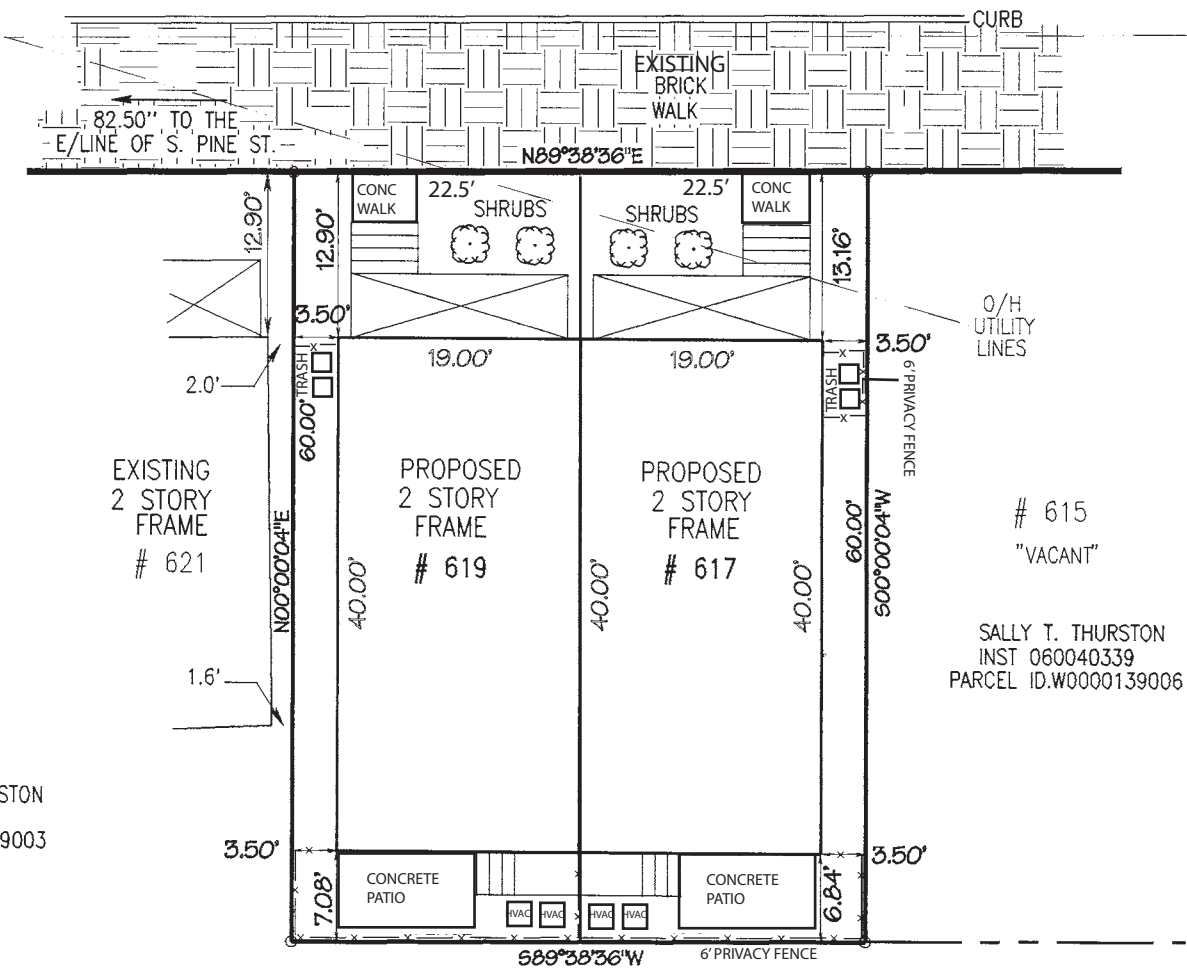 CURB
EXISTING
BRICK
WALK
82.50" TO THE
E/LINE OF S. PINE ST.
N89°38'36"E
12.90'
12.90'
CONC
WALK
22.5'
SHRUBS
22.5'
SHRUBS
CONC
WALK
13.16'
O/H
UTILITY
LINES
3.50'
3.50'
19.00'
19.00'
2.0'
TRASH
TRASH
6' PRIVACY FENCE
60.00'
60.00'
EXISTING
2 STORY
FRAME
# 621
PROPOSED
2 STORY
FRAME
# 619
PROPOSED
2 STORY
FRAME
# 617
# 615
"VACANT"
N00°00'04"E
40.00'
40.00'
40.00'
S00°00'04"W
SALLY T. THURSTON
INST 060040339
PARCEL ID.W0000139006
1.6'
STON
9003
3.50'
3.50'
7.08'
CONCRETE
PATIO
CONCRETE
PATIO
6.84'
HVAC
HVAC
HVAC
HVAC
S89°38'36"W
6' PRIVACY FENCE